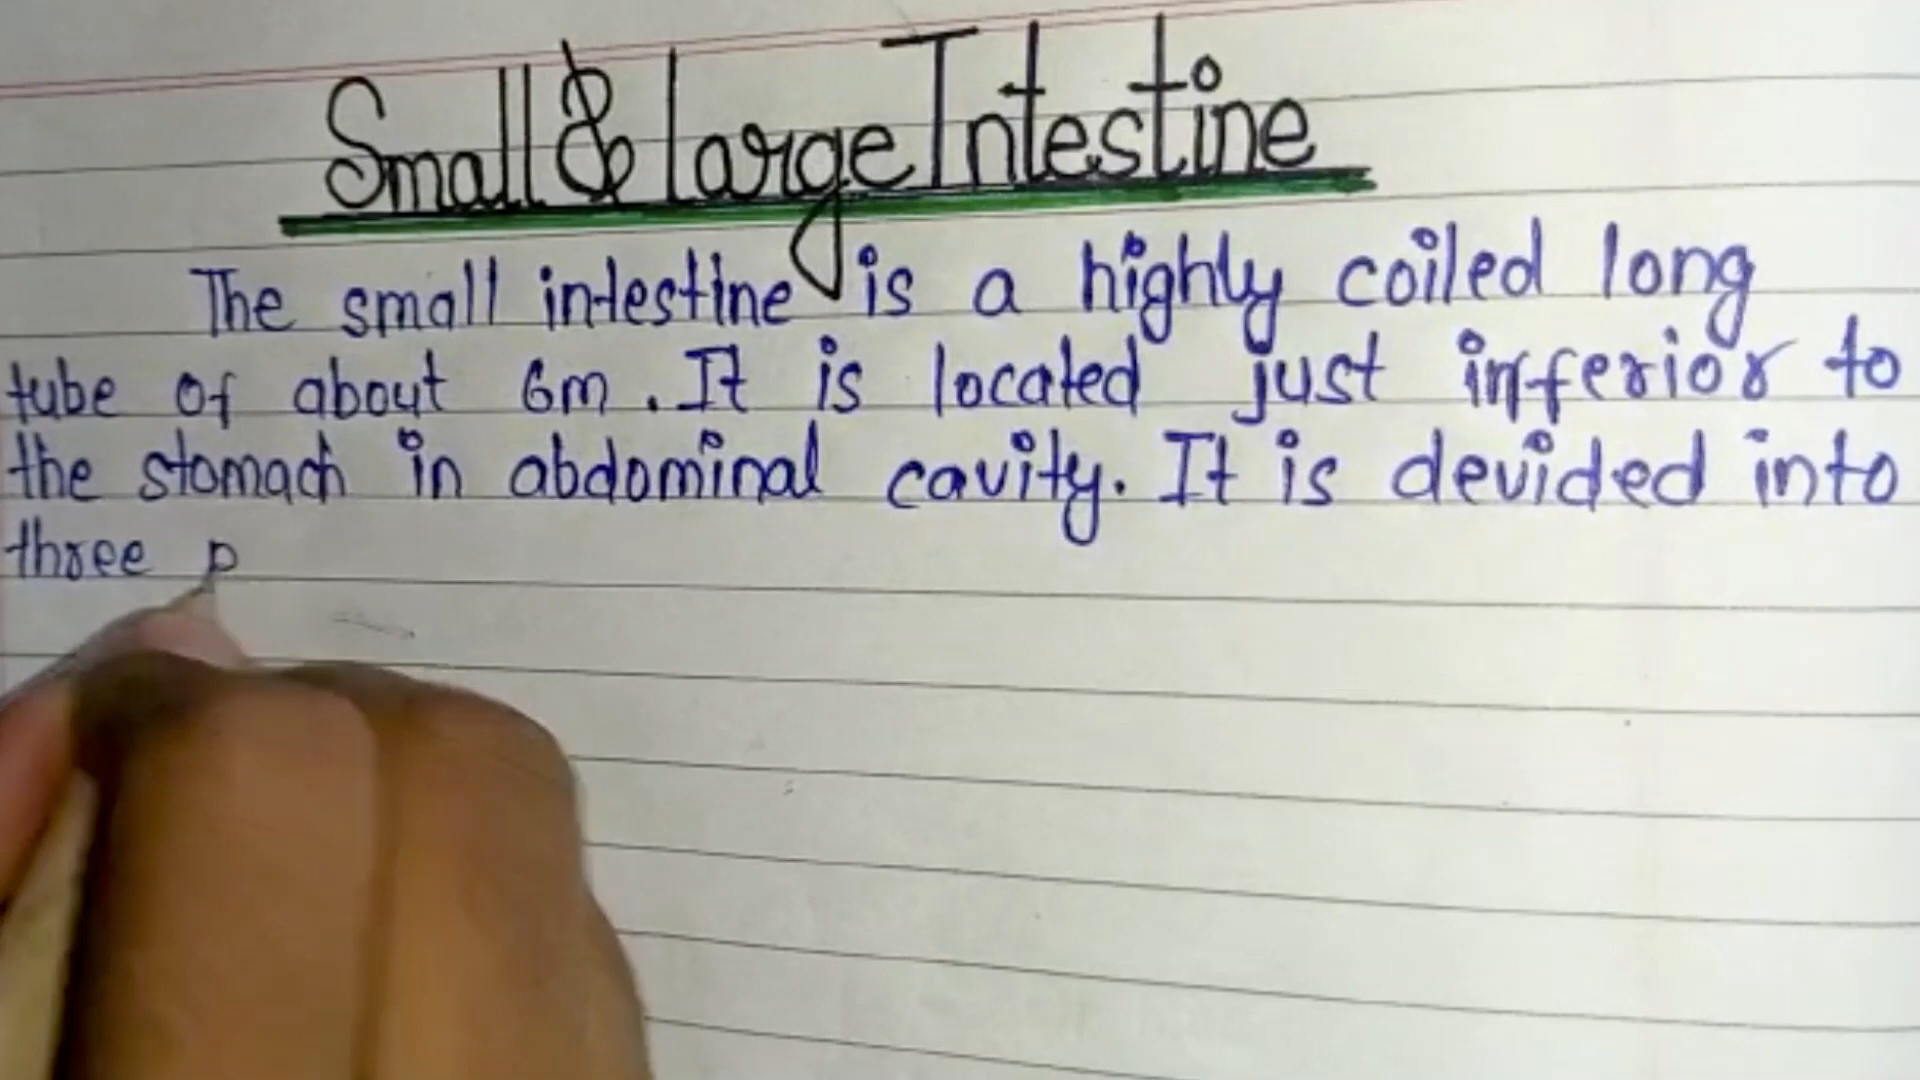 Small & large Intestine
The small intestine is a highly coiled long
tube of about 6m. It is located just inferior to
the stomach in abdominal cavity. It is devided into
three p